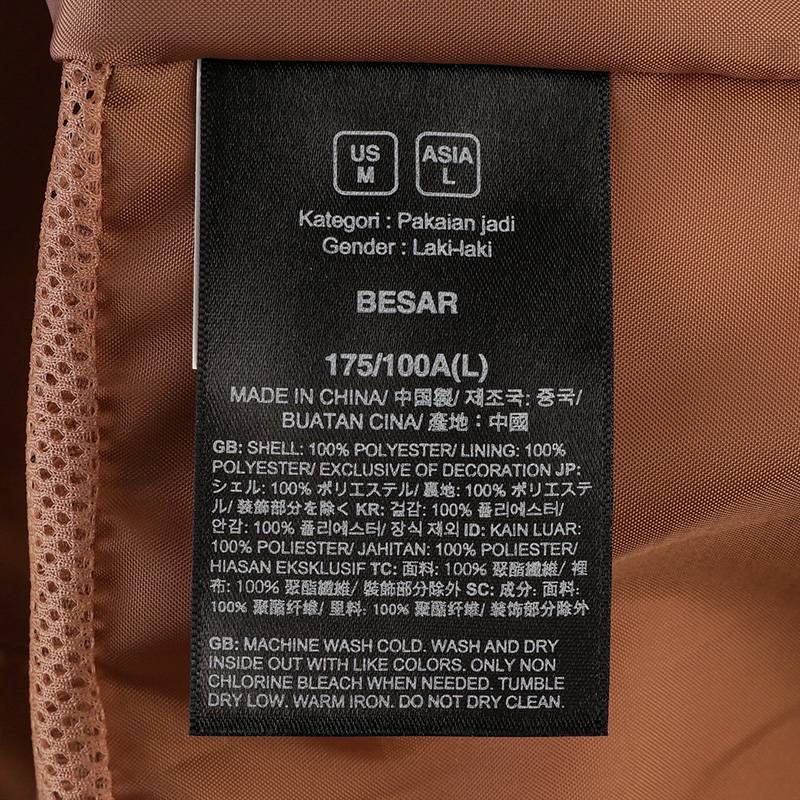 US
M
ASIA
L
Kategori : Pakaian jadi
Gender : Laki-laki
BESAR
175/100A(L)
MADE IN CHINA/ 中国製/ 제조국: 중국/
BUATAN CINA/ 產地：中國
GB: SHELL: 100% POLYESTER/ LINING: 100%
POLYESTER/ EXCLUSIVE OF DECORATION JP:
シェル: 100% ポリエステル/ 裏地: 100% ポリエステ
ル/ 装飾部分を除く KR: 겉감: 100% 폴리에스터/
안감: 100% 폴리에스터/ 장식 제외 ID: KAIN LUAR:
100% POLIESTER/ JAHITAN: 100% POLIESTER/
HIASAN EKSKLUSIF TC: 面料: 100% 聚酯纖維/ 裡
布: 100% 聚酯纖維/ 裝飾部分除外 SC: 成分: 面料:
100% 聚酯纤维/ 里料: 100% 聚酯纤维/ 装饰部分除外
GB: MACHINE WASH COLD. WASH AND DRY
INSIDE OUT WITH LIKE COLORS. ONLY NON
CHLORINE BLEACH WHEN NEEDED. TUMBLE
DRY LOW. WARM IRON. DO NOT DRY CLEAN.